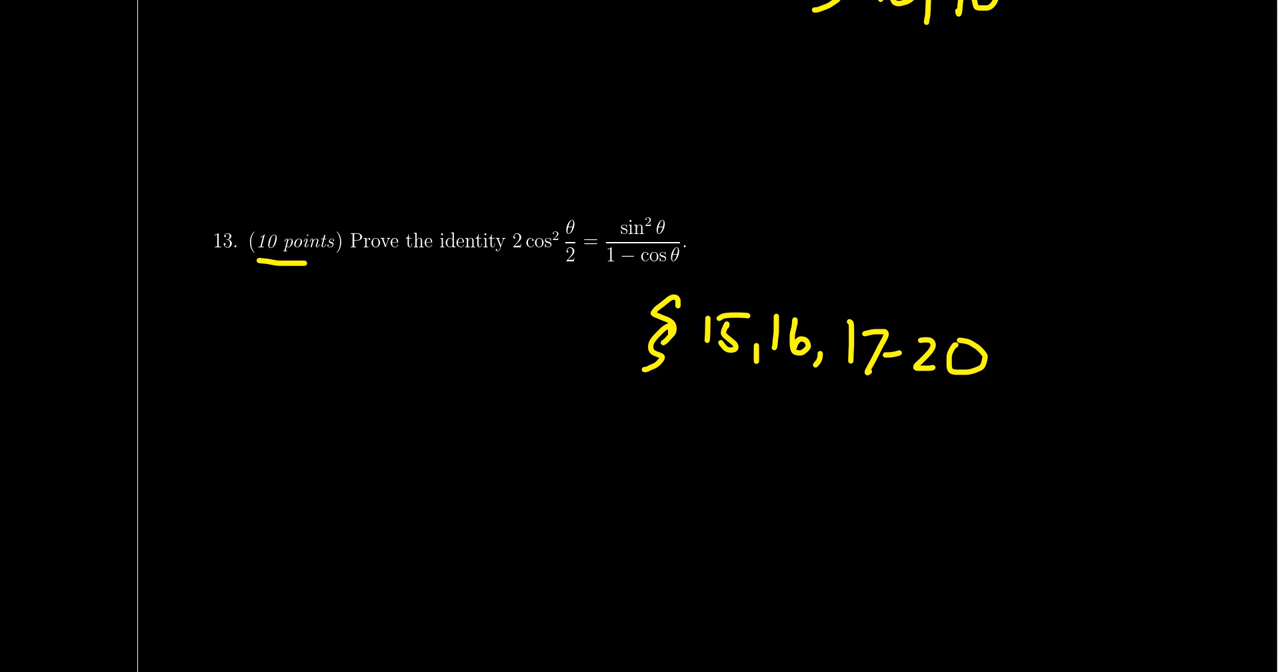 13. (10 points) Prove the identity 2 cos² θ/2 = sin² θ / 1 − cos θ.
§ 15, 16, 17-20